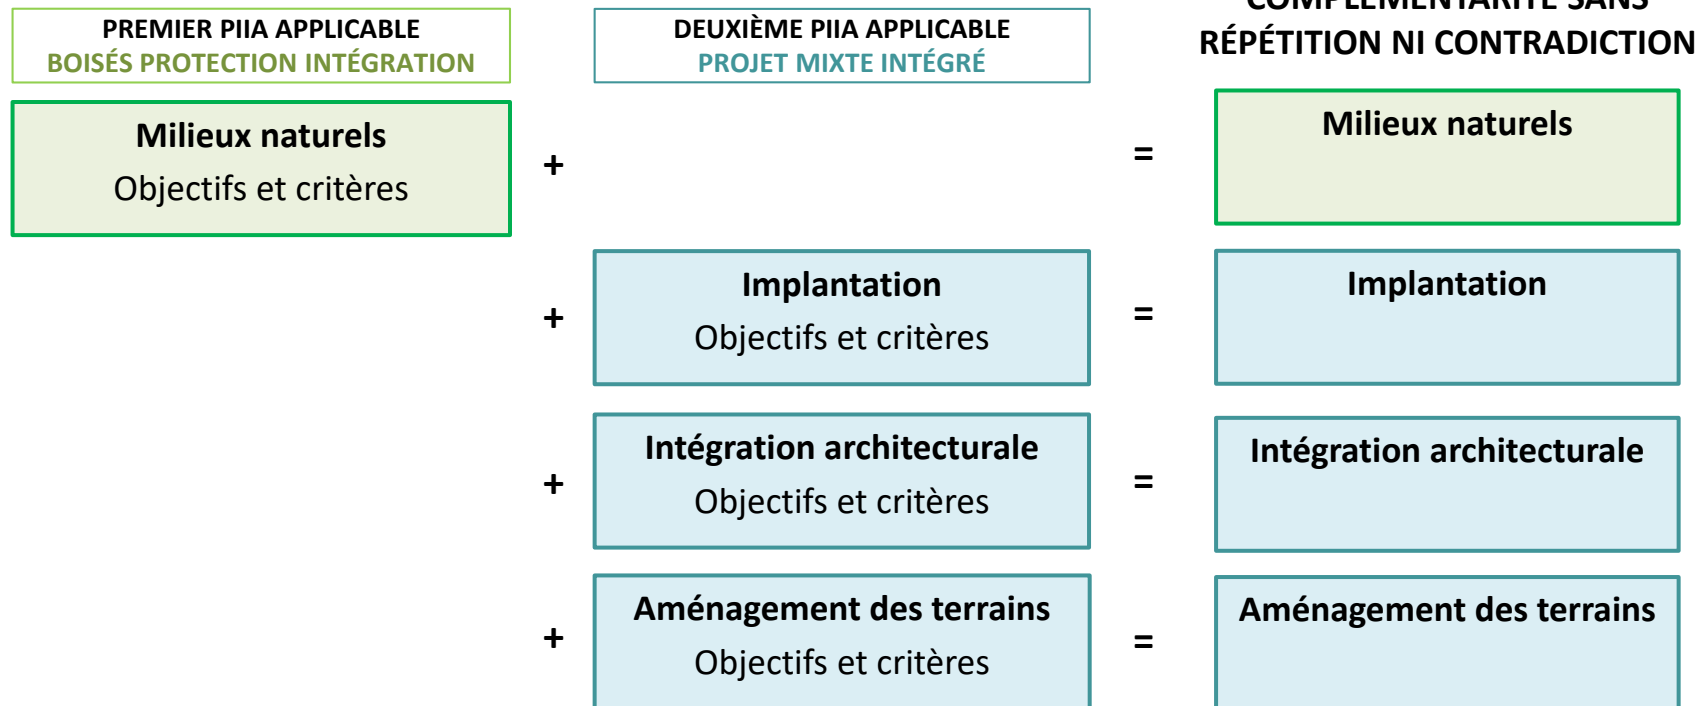 PREMIER PIIA APPLICABLE
BOISÉS PROTECTION INTÉGRATION
DEUXIÈME PIIA APPLICABLE
PROJET MIXTE INTÉGRÉ
COMPLÉMENTARITÉ SANS
RÉPÉTITION NI CONTRADICTION
Milieux naturels
Objectifs et critères
+
=
Milieux naturels
+
Implantation
Objectifs et critères
=
Implantation
+
Intégration architecturale
Objectifs et critères
=
Intégration architecturale
+
Aménagement des terrains
Objectifs et critères
=
Aménagement des terrains